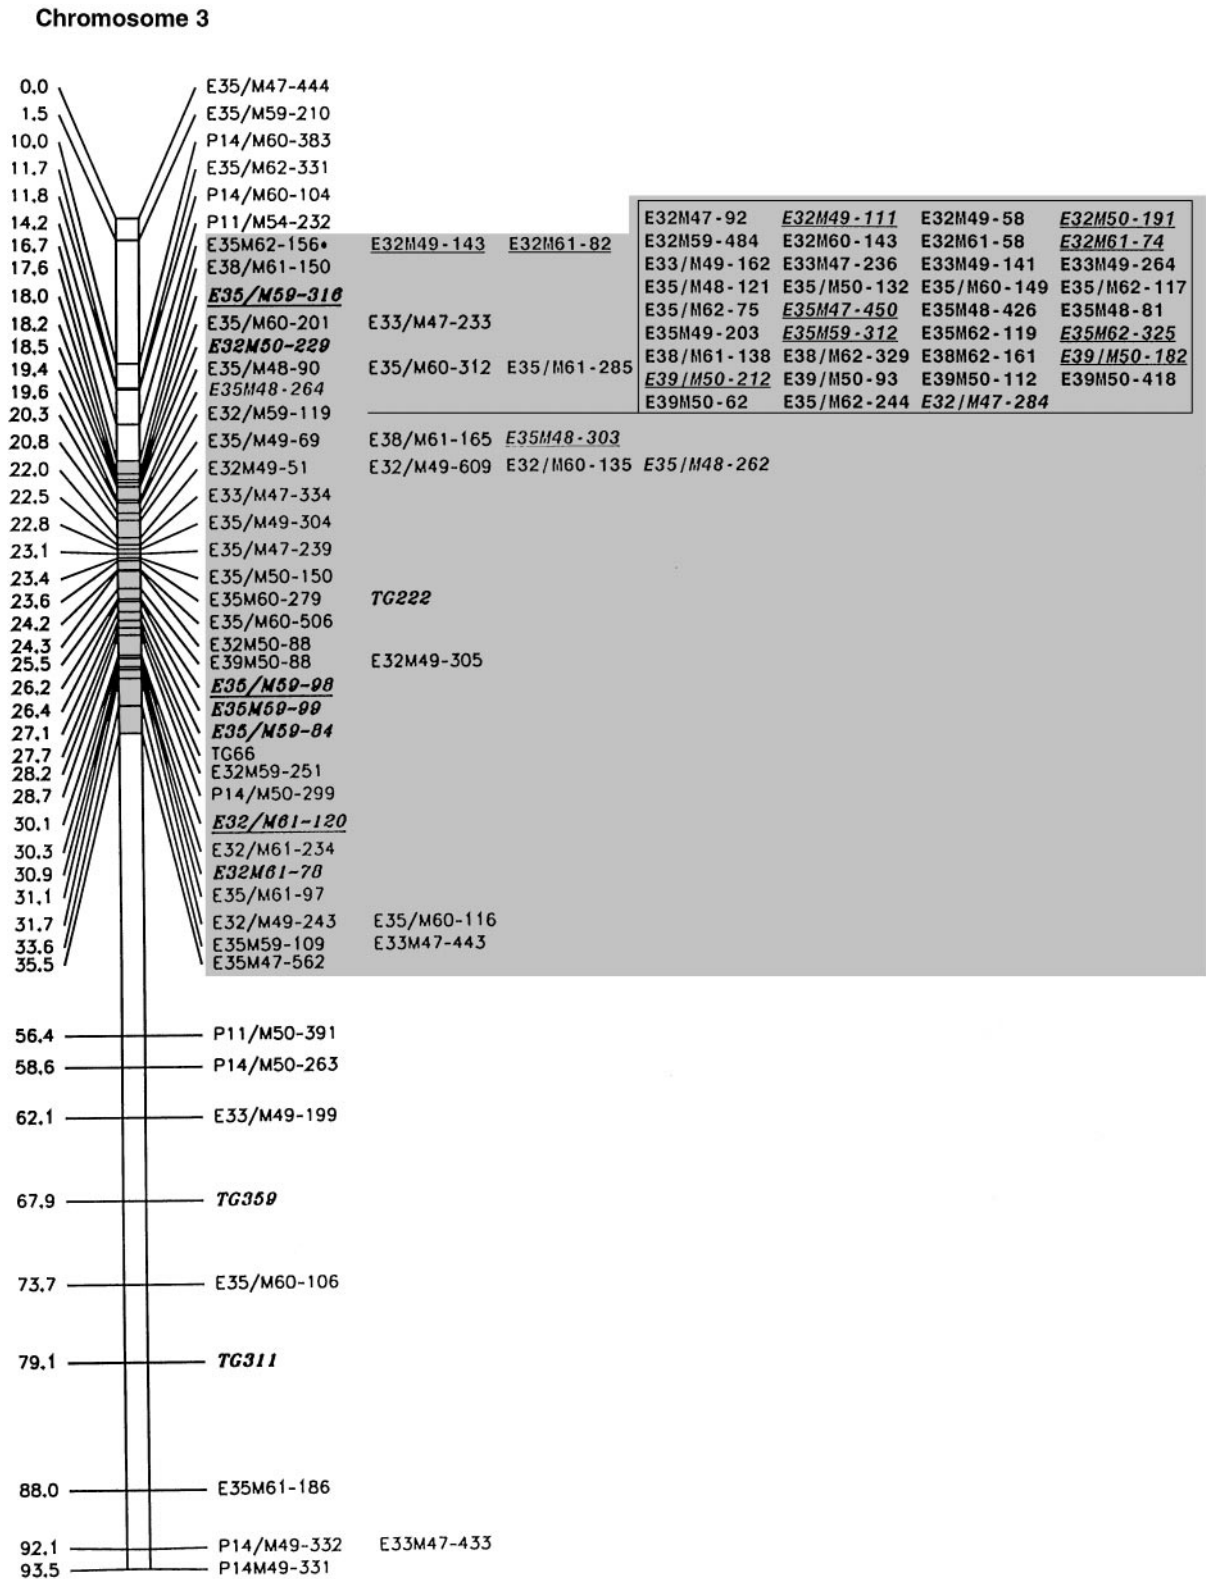 Chromosome 3
0.0 E35/M47-444
1.5 E35/M59-210
10.0 P14/M60-383
11.7 E35/M62-331
11.8 P14/M60-104
14.2 P11/M54-232
16.7 E35M62-156• E32M49-143 E32M61-82
17.6 E38/M61-150
18.0 E35/M59-316
18.2 E35/M60-201 E33/M47-233
18.5 E32M50-229
19.4 E35/M48-90 E35/M60-312 E35/M61-285
19.6 E35M48-264
20.3 E32/M59-119
E32M47-92 E32M49-111 E32M49-58 E32M50-191
E32M59-484 E32M60-143 E32M61-58 E32M61-74
E33/M49-162 E33M47-236 E33M49-141 E33M49-264
E35/M48-121 E35/M50-132 E35/M60-149 E35/M62-117
E35/M62-75 E35M47-450 E35M48-426 E35M48-81
E35M49-203 E35M59-312 E35M62-119 E35M62-325
E38/M61-138 E38/M62-329 E38M62-161 E39/M50-182
E39/M50-212 E39/M50-93 E39M50-112 E39M50-418
E39M50-62 E35/M62-244 E32/M47-284
20.8 E35/M49-69 E38/M61-165 E35M48-303
22.0 E32M49-51 E32/M49-609 E32/M60-135 E35/M48-262
22.5 E33/M47-334
22.8 E35/M49-304
23.1 E35/M47-239
23.4 E35/M50-150
23.6 E35M60-279 TG222
24.2 E35/M60-506
24.3 E32M50-88
25.5 E39M50-88 E32M49-305
26.2 E35/M59-98
26.4 E35M59-99
27.1 E35/M59-84
27.7 TG66
28.2 E32M59-251
28.7 P14/M50-299
30.1 E32/M61-120
30.3 E32/M61-234
30.9 E32M61-78
31.1 E35/M61-97
31.7 E32/M49-243 E35/M60-116
33.6 E35M59-109 E33M47-443
35.5 E35M47-562
56.4 P11/M50-391
58.6 P14/M50-263
62.1 E33/M49-199
67.9 TG359
73.7 E35/M60-106
79.1 TG311
88.0 E35M61-186
92.1 P14/M49-332 E33M47-433
93.5 P14M49-331